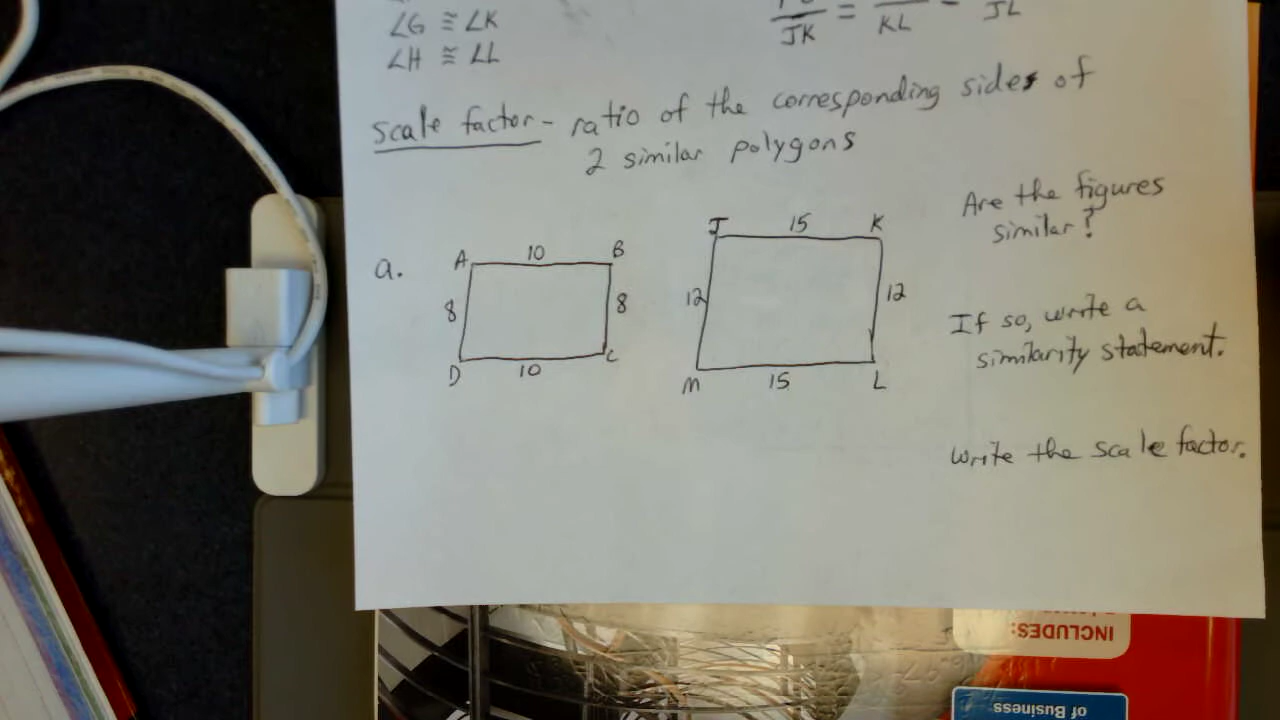 ∠G ≅ ∠K
∠H ≅ ∠L
JK = KL JL
scale factor - ratio of the corresponding sides of
2 similar polygons
a.
A 10 B
8 8
D 10 C
J 15 K
12 12
M 15 L
Are the figures
similar?
If so, write a
similarity statement.
Write the scale factor.
INCLUDES:
of Business